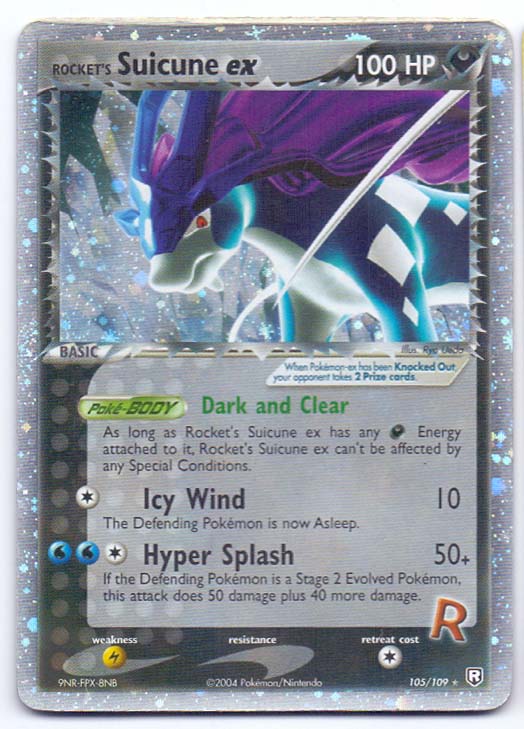 ROCKET'S Suicune ex 100 HP
BASIC Illus. Ryo Ueda
When Pokémon-ex has been Knocked Out,
your opponent takes 2 Prize cards.
Poké-BODY Dark and Clear
As long as Rocket's Suicune ex has any Energy
attached to it, Rocket's Suicune ex can't be affected by
any Special Conditions.
Icy Wind 10
The Defending Pokémon is now Asleep.
Hyper Splash 50+
If the Defending Pokémon is a Stage 2 Evolved Pokémon,
this attack does 50 damage plus 40 more damage.
R
weakness resistance retreat cost
9NR-FPX-8NB ©2004 Pokémon/Nintendo 105/109 ★ R